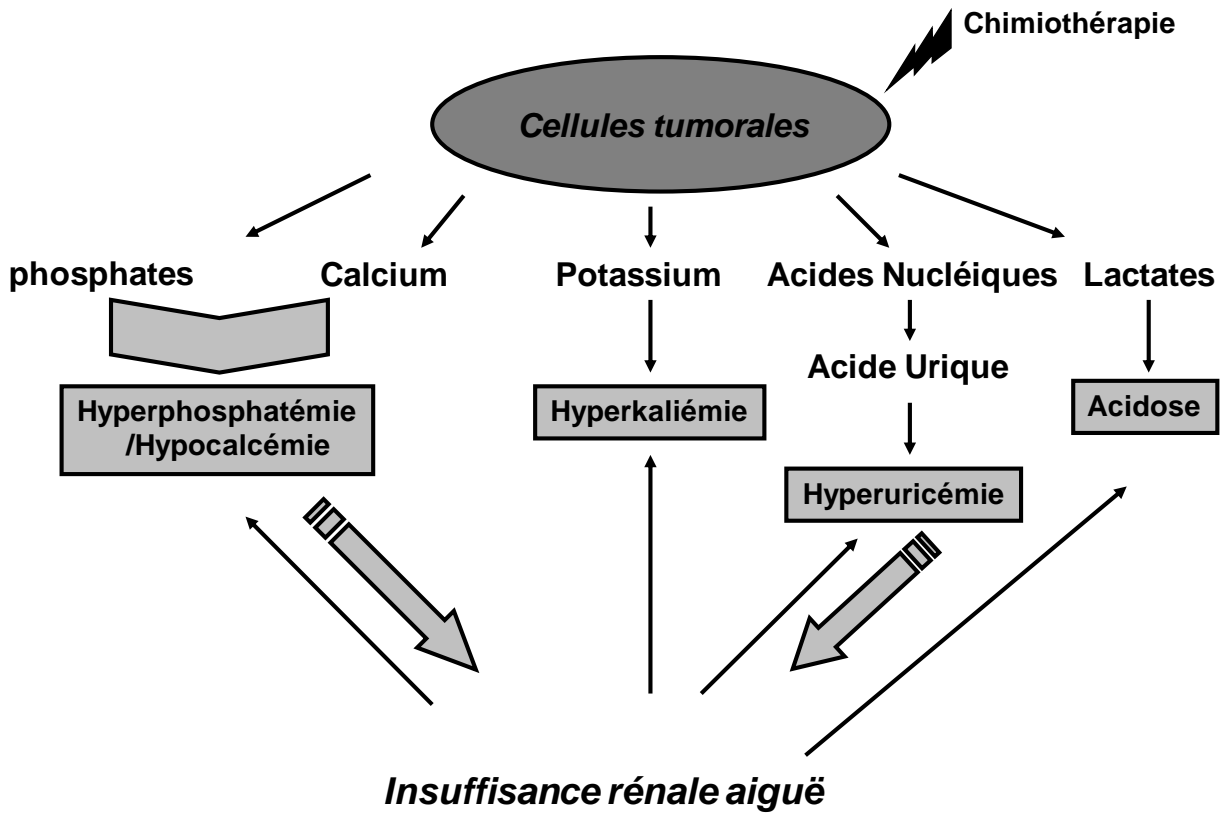 Chimiothérapie
Cellules tumorales
phosphates
Calcium
Potassium
Acides Nucléiques
Lactates
Acide Urique
Hyperphosphatémie
/Hypocalcémie
Hyperkaliémie
Acidose
Hyperuricémie
Insuffisance rénale aiguë